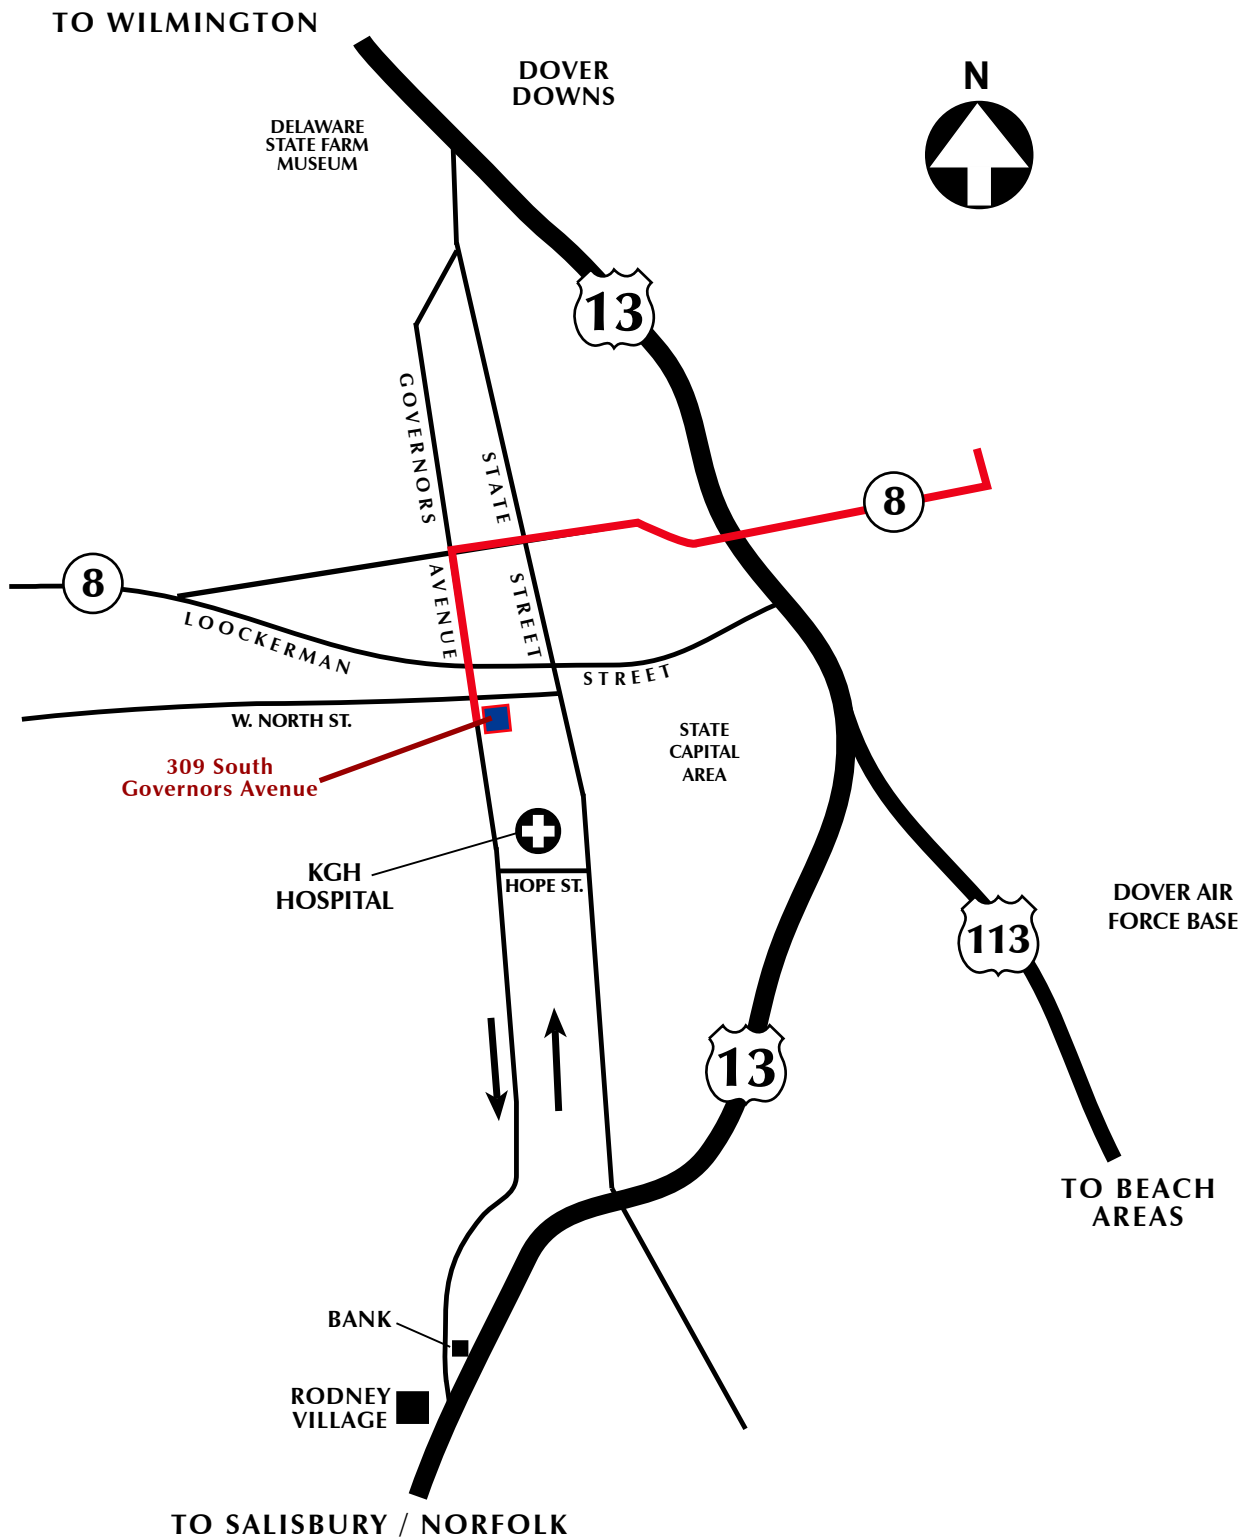 TO WILMINGTON
DOVER
DOWNS
N
DELAWARE
STATE FARM
MUSEUM
13
GOVERNORS
STATE
8
8
AVENUE
STREET
LOOCKERMAN
STREET
W. NORTH ST.
STATE
CAPITAL
AREA
309 South
Governors Avenue
KGH
HOSPITAL
HOPE ST.
DOVER AIR
FORCE BASE
113
13
TO BEACH
AREAS
BANK
RODNEY
VILLAGE
TO SALISBURY / NORFOLK